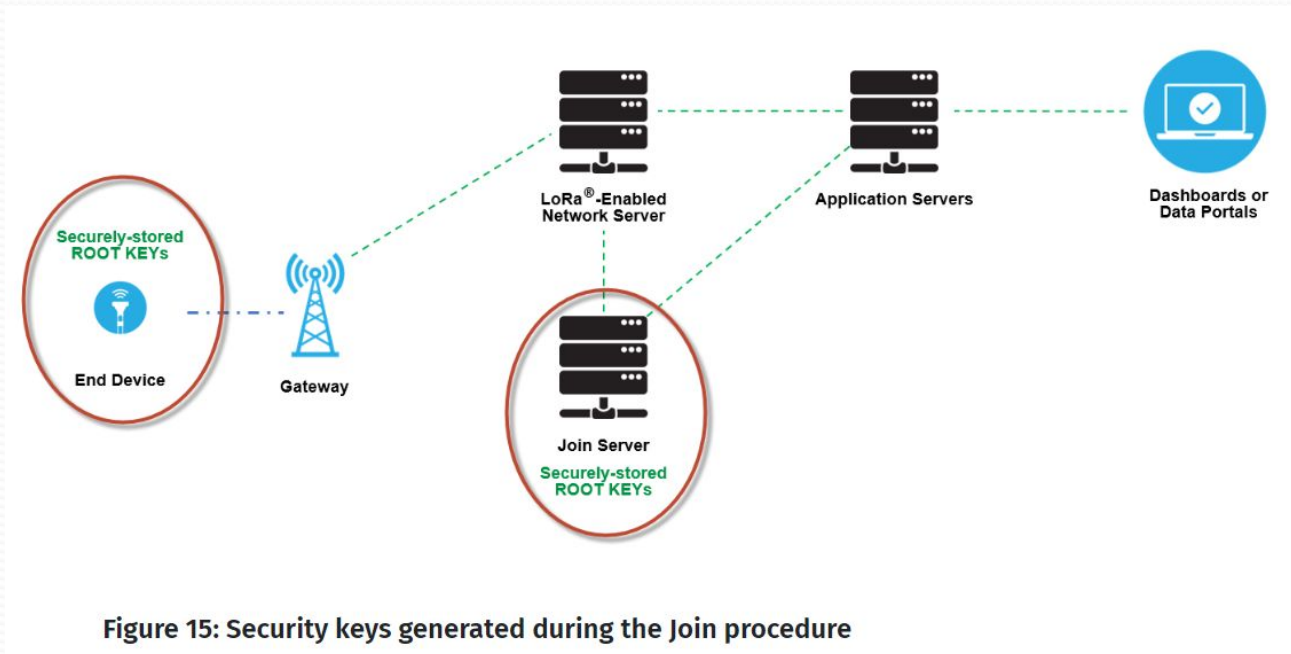 LoRa®-Enabled
Network Server
Application Servers
Dashboards or
Data Portals
Securely-stored
ROOT KEYs
End Device
Gateway
Join Server
Securely-stored
ROOT KEYs
Figure 15: Security keys generated during the Join procedure